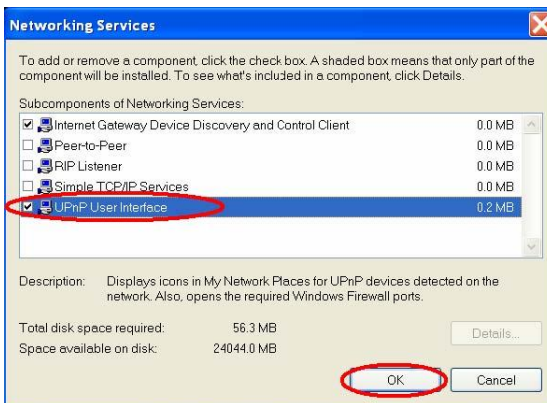 Networking Services
To add or remove a component, click the check box. A shaded box means that only part of the
component will be installed. To see what's included in a component, click Details.
Subcomponents of Networking Services:
Internet Gateway Device Discovery and Control Client 0.0 MB
Peer-to-Peer 0.0 MB
RIP Listener 0.0 MB
Simple TCP/IP Services 0.0 MB
UPnP User Interface 0.2 MB
Description: Displays icons in My Network Places for UPnP devices detected on the
network. Also, opens the required Windows Firewall ports.
Total disk space required: 56.3 MB
Details...
Space available on disk: 24044.0 MB
OK Cancel